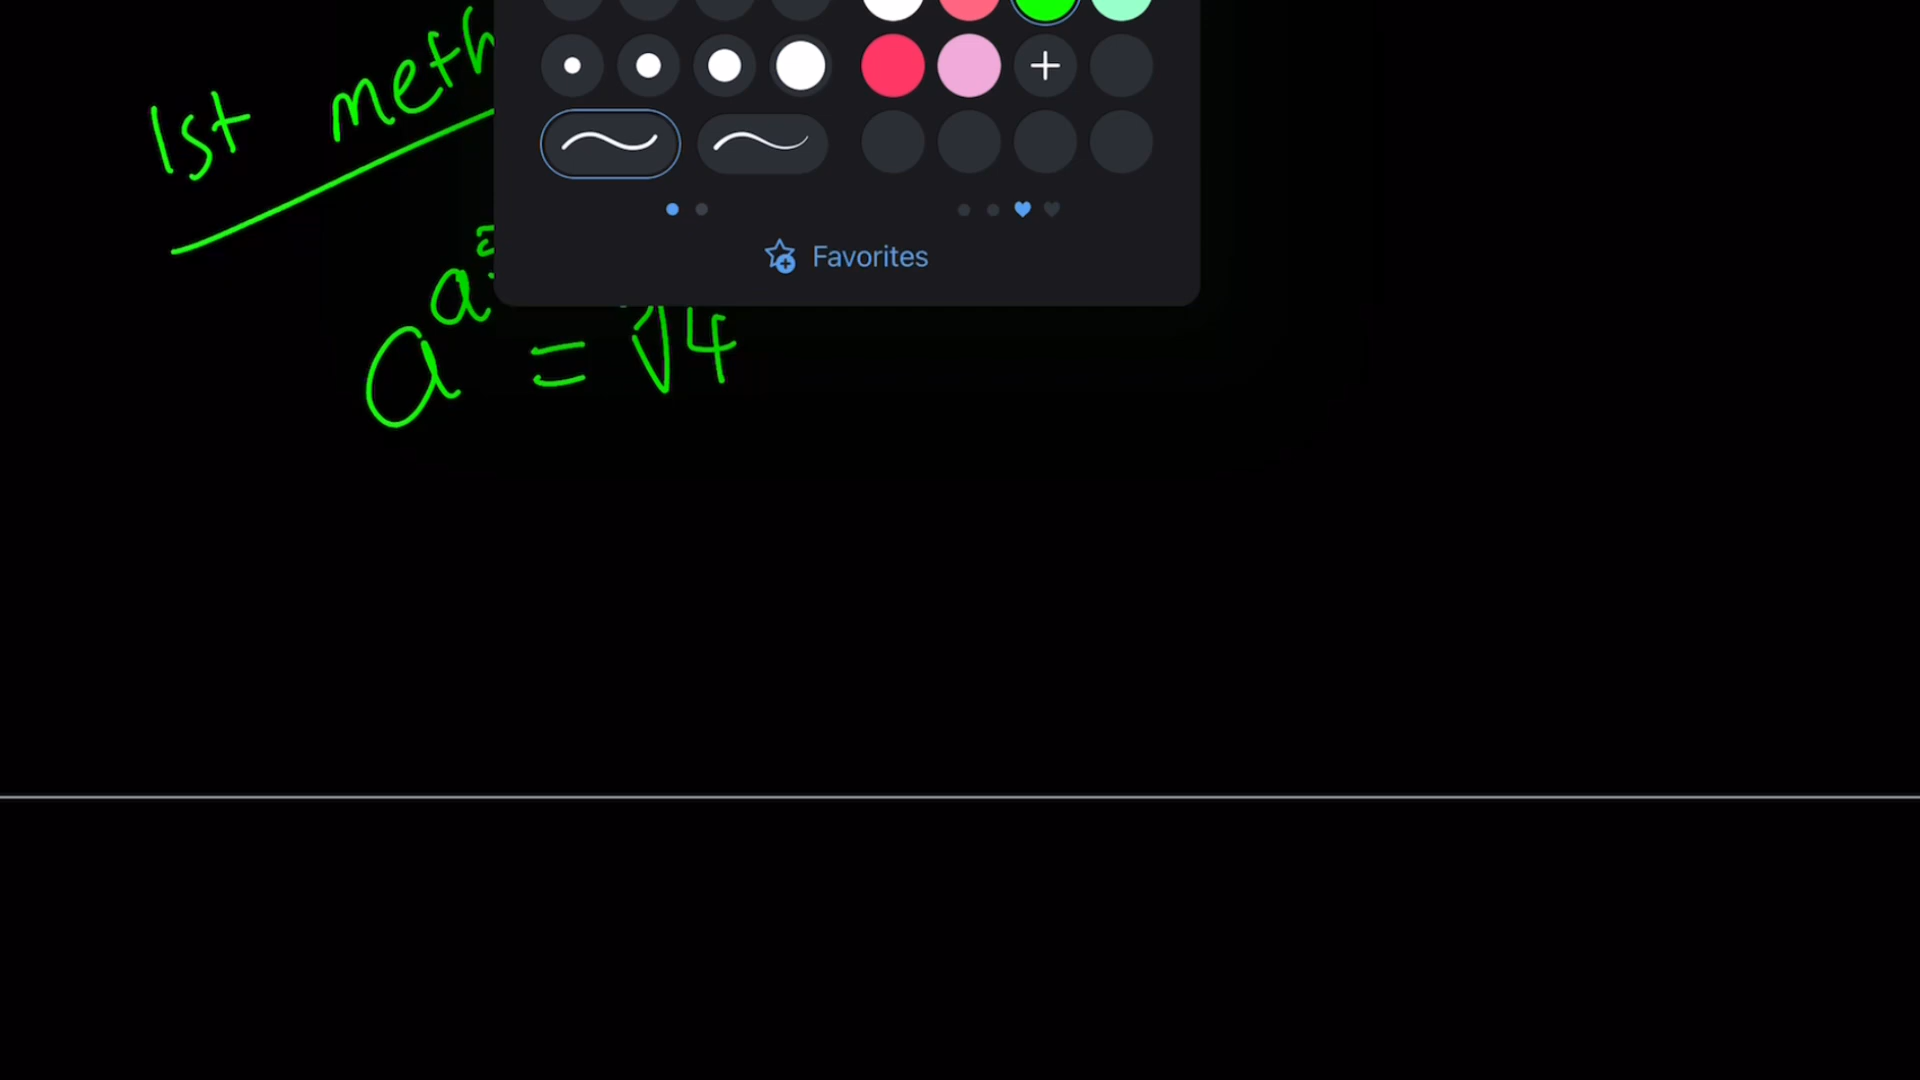 1st meth
Favorites
a^a^3 = √4